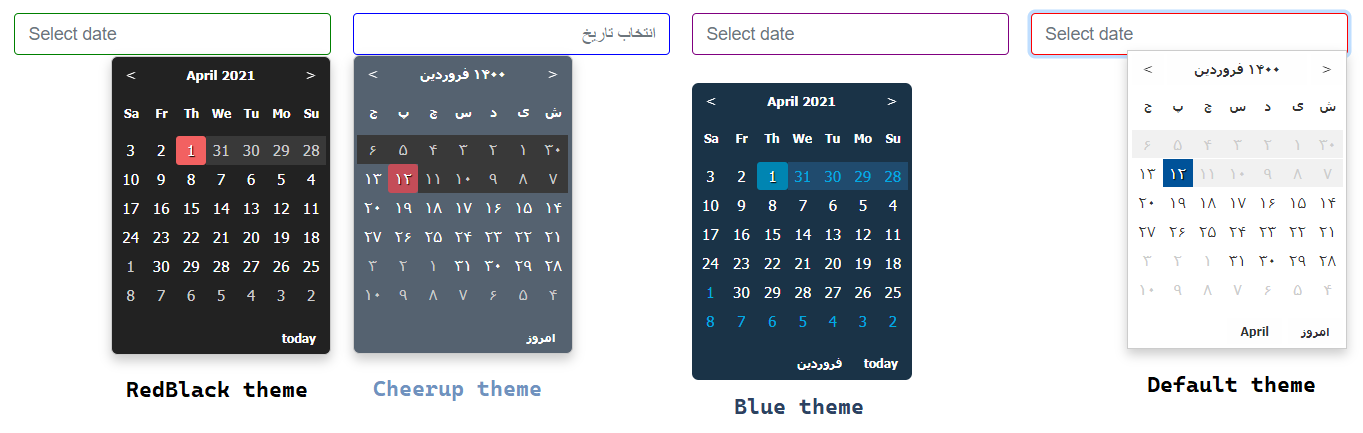 Select date
< April 2021 >
Sa Fr Th We Tu Mo Su
3 2 1 31 30 29 28
10 9 8 7 6 5 4
17 16 15 14 13 12 11
24 23 22 21 20 19 18
1 30 29 28 27 26 25
8 7 6 5 4 3 2
today
RedBlack theme
انتخاب تاریخ
< ۱۴۰۰ فروردین >
ش ی د س چ پ ج
۳۰ ۱ ۲ ۳ ۴ ۵ ۶
۷ ۸ ۹ ۱۰ ۱۱ ۱۲ ۱۳
۱۴ ۱۵ ۱۶ ۱۷ ۱۸ ۱۹ ۲۰
۲۱ ۲۲ ۲۳ ۲۴ ۲۵ ۲۶ ۲۷
۲۸ ۲۹ ۳۰ ۳۱ ۱ ۲ ۳
۴ ۵ ۶ ۷ ۸ ۹ ۱۰
امروز
Cheerup theme
Select date
< April 2021 >
Sa Fr Th We Tu Mo Su
3 2 1 31 30 29 28
10 9 8 7 6 5 4
17 16 15 14 13 12 11
24 23 22 21 20 19 18
1 30 29 28 27 26 25
8 7 6 5 4 3 2
فروردین today
Blue theme
Select date
< ۱۴۰۰ فروردین >
ش ی د س چ پ ج
۳۰ ۱ ۲ ۳ ۴ ۵ ۶
۷ ۸ ۹ ۱۰ ۱۱ ۱۲ ۱۳
۱۴ ۱۵ ۱۶ ۱۷ ۱۸ ۱۹ ۲۰
۲۱ ۲۲ ۲۳ ۲۴ ۲۵ ۲۶ ۲۷
۲۸ ۲۹ ۳۰ ۳۱ ۱ ۲ ۳
۴ ۵ ۶ ۷ ۸ ۹ ۱۰
امروز April
Default theme